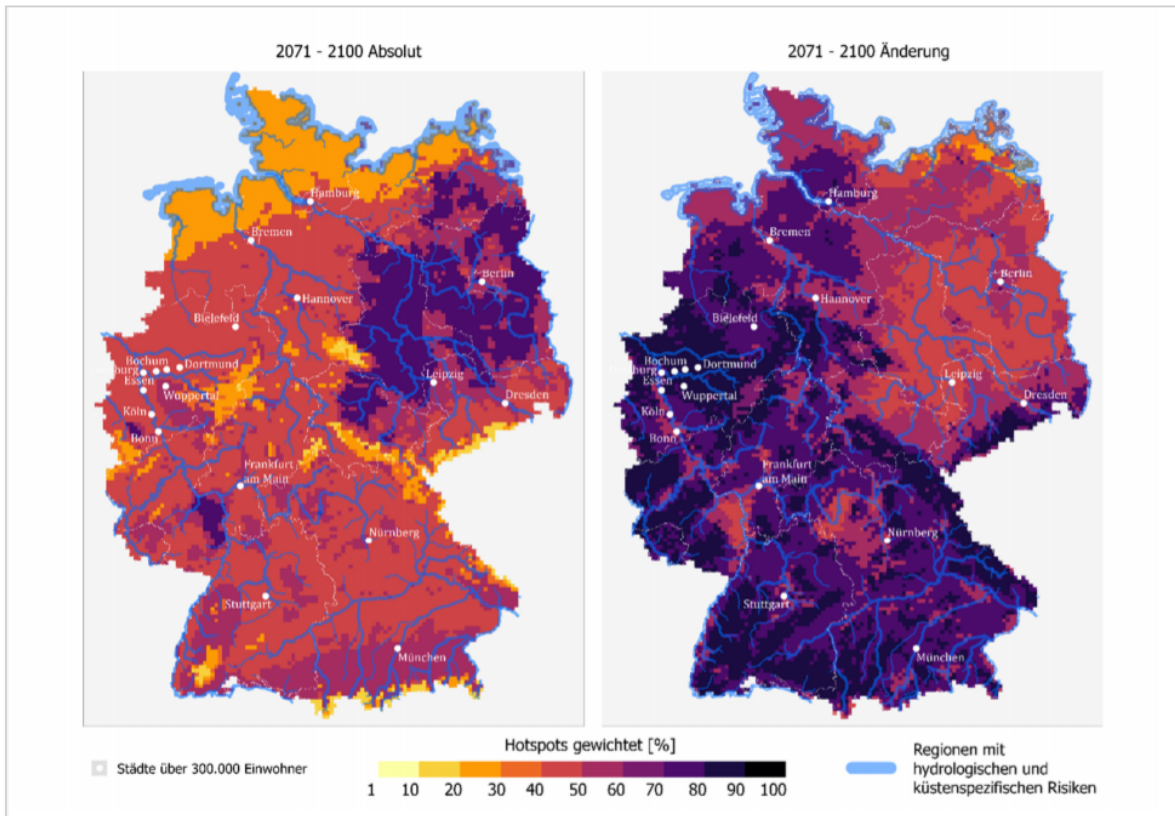 2071 - 2100 Absolut
Hamburg
Bremen
Berlin
Hannover
Bielefeld
Bochum
Dortmund
Essen
Wuppertal
Leipzig
Köln
Dresden
Bonn
Frankfurt
am Main
Nürnberg
Stuttgart
München
2071 - 2100 Änderung
Hamburg
Bremen
Berlin
Hannover
Bielefeld
Bochum
Dortmund
Essen
Wuppertal
Leipzig
Köln
Dresden
Bonn
Frankfurt
am Main
Nürnberg
Stuttgart
München
Städte über 300.000 Einwohner
Hotspots gewichtet [%]
1 10 20 30 40 50 60 70 80 90 100
Regionen mit
hydrologischen und
küstenspezifischen Risiken